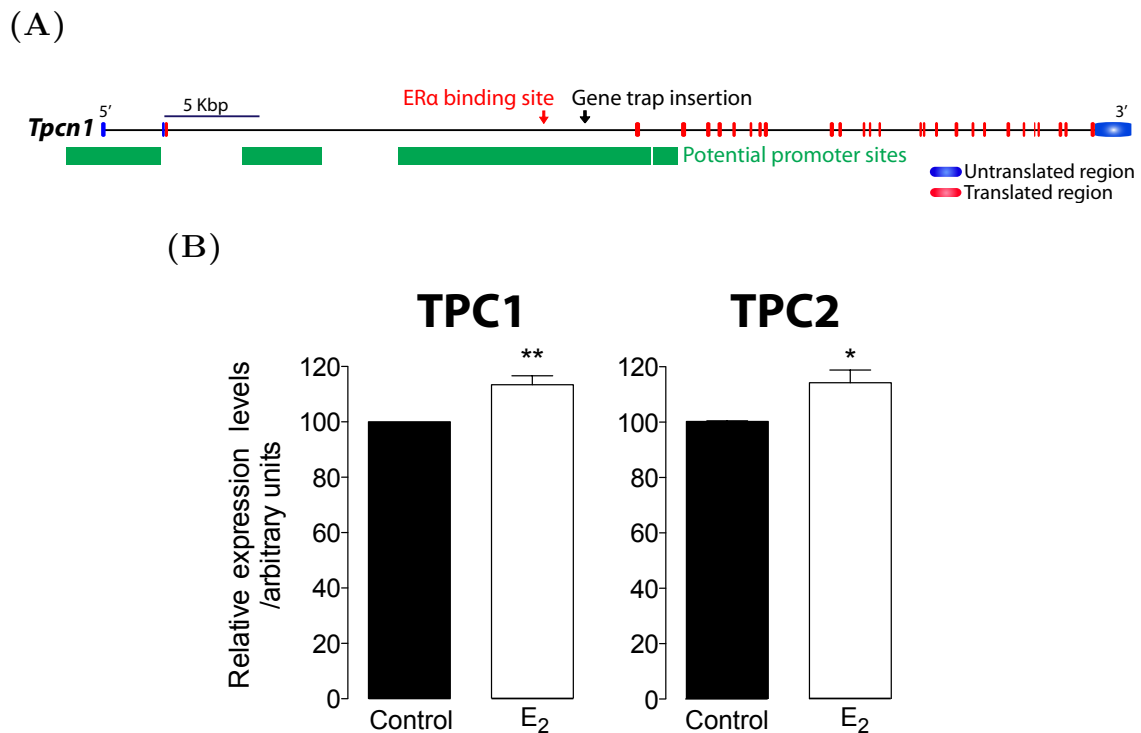 (A)
5 Kbp
ERα binding site
Gene trap insertion
5’
3’
Tpcn1
Potential promoter sites
Untranslated region
Translated region
(B)
TPC1
TPC2
Relative expression levels
/arbitrary units
120
100
80
60
40
20
0
**
Control
E2
120
100
80
60
40
20
0
*
Control
E2